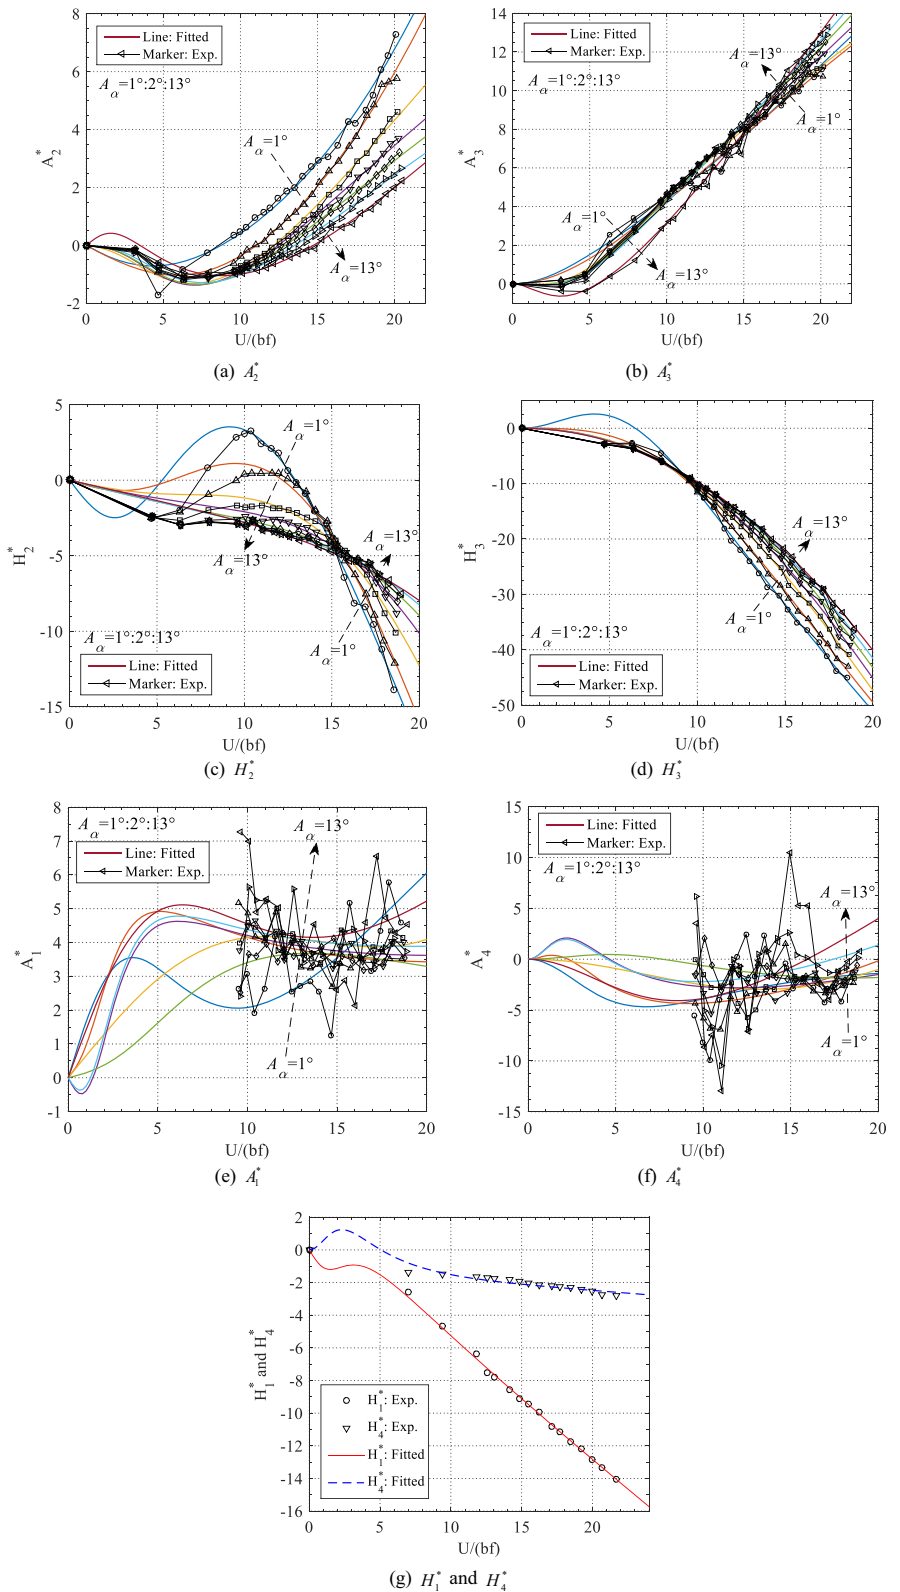 8
6
4
2
0
-2
0
5
10
15
20
A*2
U/(bf)
Line: Fitted
Marker: Exp.
Aα=1°:2°:13°
Aα=1°
Aα=13°
(a) A*2
14
12
10
8
6
4
2
0
0
5
10
15
20
A*3
U/(bf)
Line: Fitted
Marker: Exp.
Aα=1°:2°:13°
Aα=13°
Aα=1°
Aα=1°
Aα=13°
(b) A*3
5
0
-5
-10
-15
0
5
10
15
20
H*2
U/(bf)
Aα=1°
Aα=13°
Aα=13°
Aα=1°
Aα=1°:2°:13°
Line: Fitted
Marker: Exp.
(c) H*2
0
-10
-20
-30
-40
-50
0
5
10
15
20
H*3
U/(bf)
Aα=13°
Aα=1°
Aα=1°:2°:13°
Line: Fitted
Marker: Exp.
(d) H*3
8
7
6
5
4
3
2
1
0
-1
0
5
10
15
20
A*1
U/(bf)
Aα=1°:2°:13°
Line: Fitted
Marker: Exp.
Aα=13°
Aα=1°
(e) A*1
15
10
5
0
-5
-10
-15
0
5
10
15
20
A*4
U/(bf)
Line: Fitted
Marker: Exp.
Aα=1°:2°:13°
Aα=13°
Aα=1°
(f) A*4
2
0
-2
-4
-6
-8
-10
-12
-14
-16
0
5
10
15
20
H*1 and H*4
U/(bf)
H*1: Exp.
H*4: Exp.
H*1: Fitted
H*4: Fitted
(g) H*1 and H*4